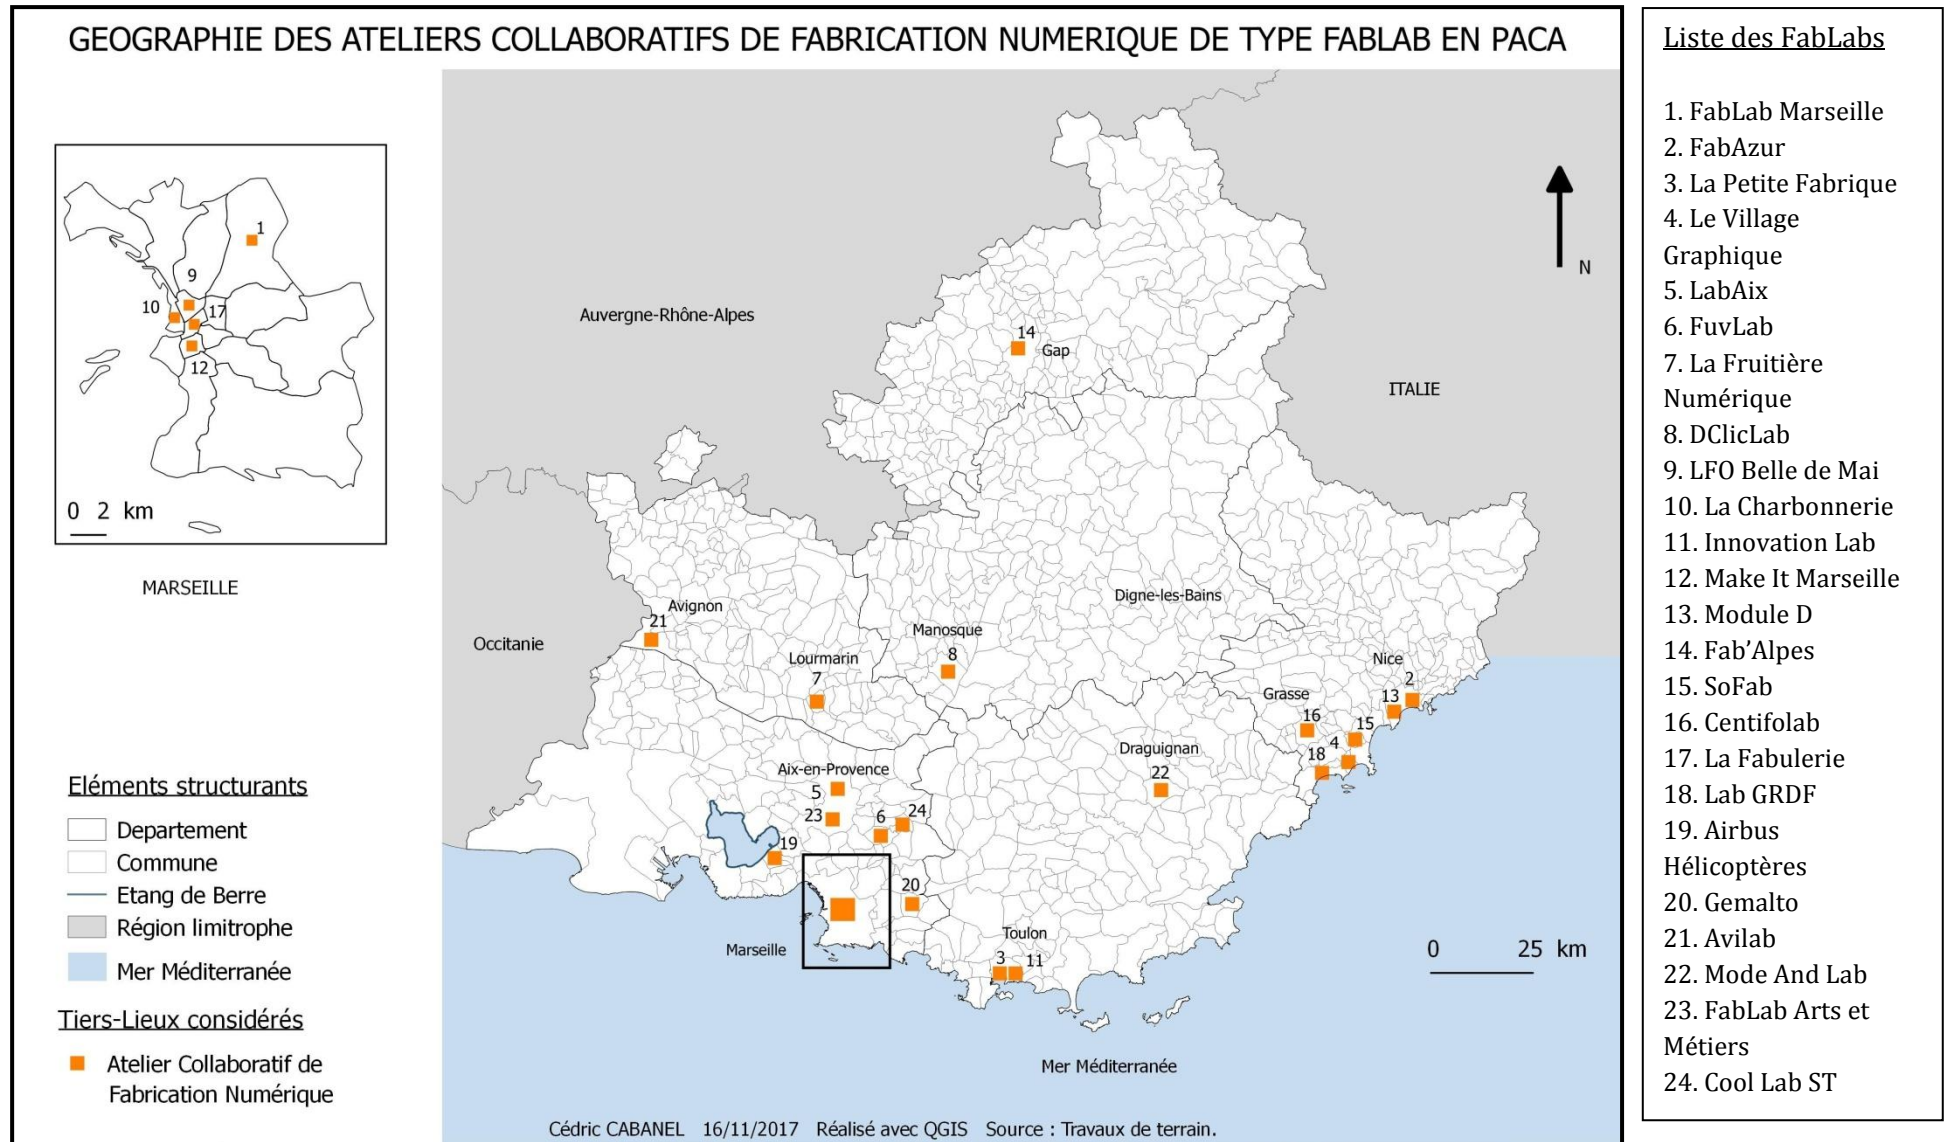 GEOGRAPHIE DES ATELIERS COLLABORATIFS DE FABRICATION NUMERIQUE DE TYPE FABLAB EN PACA
1
9
10
17
12
0 2 km
MARSEILLE
Eléments structurants
Departement
Commune
Etang de Berre
Région limitrophe
Mer Méditerranée
Tiers-Lieux considérés
Atelier Collaboratif de
Fabrication Numérique
N
Auvergne-Rhône-Alpes
14
Gap
ITALIE
Occitanie
Avignon
21
Lourmarin
7
Manosque
8
Digne-les-Bains
Nice
2
13
Grasse
16
15
4
18
Draguignan
22
Aix-en-Provence
5
23
6
24
19
20
Marseille
Toulon
3
11
0 25 km
Mer Méditerranée
Cédric CABANEL 16/11/2017 Réalisé avec QGIS Source : Travaux de terrain.
Liste des FabLabs
1. FabLab Marseille
2. FabAzur
3. La Petite Fabrique
4. Le Village
Graphique
5. LabAix
6. FuvLab
7. La Fruitière
Numérique
8. DClicLab
9. LFO Belle de Mai
10. La Charbonnerie
11. Innovation Lab
12. Make It Marseille
13. Module D
14. Fab’Alpes
15. SoFab
16. Centifolab
17. La Fabulerie
18. Lab GRDF
19. Airbus
Hélicoptères
20. Gemalto
21. Avilab
22. Mode And Lab
23. FabLab Arts et
Métiers
24. Cool Lab ST